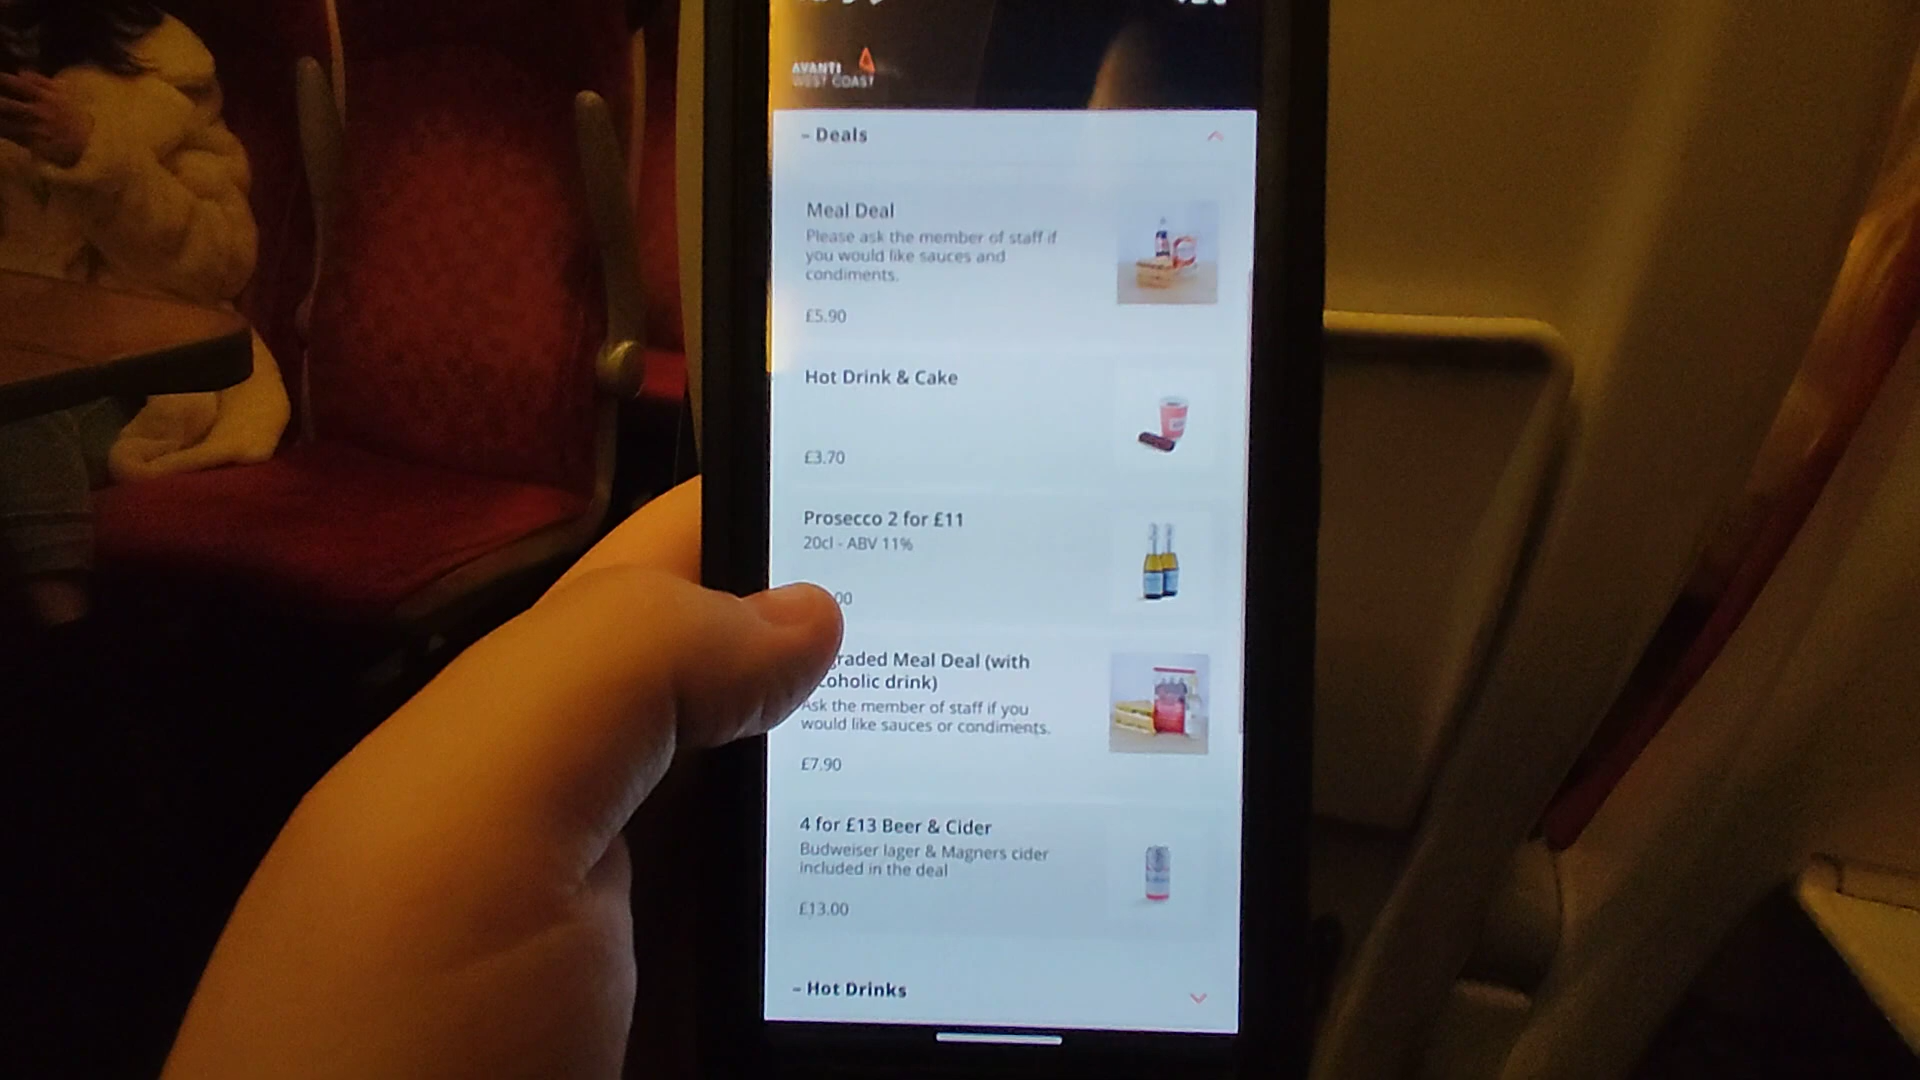 AVANTI
WEST COAST
– Deals
Meal Deal
Please ask the member of staff if
you would like sauces and
condiments.
£5.90
Hot Drink & Cake
£3.70
Prosecco 2 for £11
20cl - ABV 11%
00
graded Meal Deal (with
coholic drink)
Ask the member of staff if you
would like sauces or condiments.
£7.90
4 for £13 Beer & Cider
Budweiser lager & Magners cider
included in the deal
£13.00
– Hot Drinks